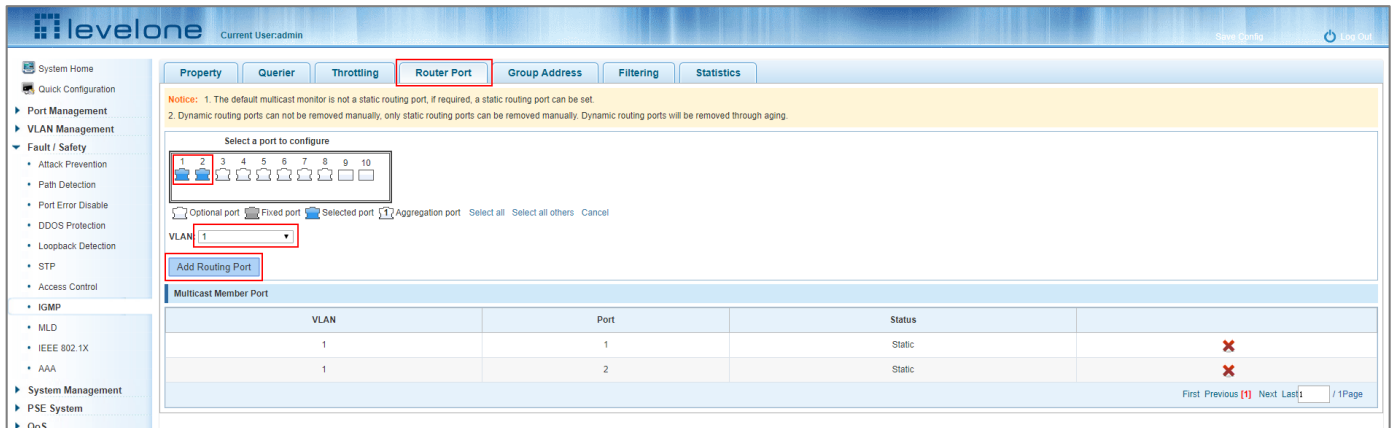 levelone Current User:admin Save Config Log Out
System Home
Quick Configuration
Port Management
VLAN Management
Fault / Safety
Attack Prevention
Path Detection
Port Error Disable
DDOS Protection
Loopback Detection
STP
Access Control
IGMP
MLD
IEEE 802.1X
AAA
System Management
PSE System
QoS
Property Querier Throttling Router Port Group Address Filtering Statistics
Notice: 1. The default multicast monitor is not a static routing port, if required, a static routing port can be set.
2. Dynamic routing ports can not be removed manually, only static routing ports can be removed manually. Dynamic routing ports will be removed through aging.
Select a port to configure
1 2 3 4 5 6 7 8 9 10
Optional port Fixed port Selected port 1 Aggregation port Select all Select all others Cancel
VLAN: 1
Add Routing Port
Multicast Member Port
VLAN Port Status
1 1 Static
1 2 Static
First Previous [1] Next Last 1 / 1Page